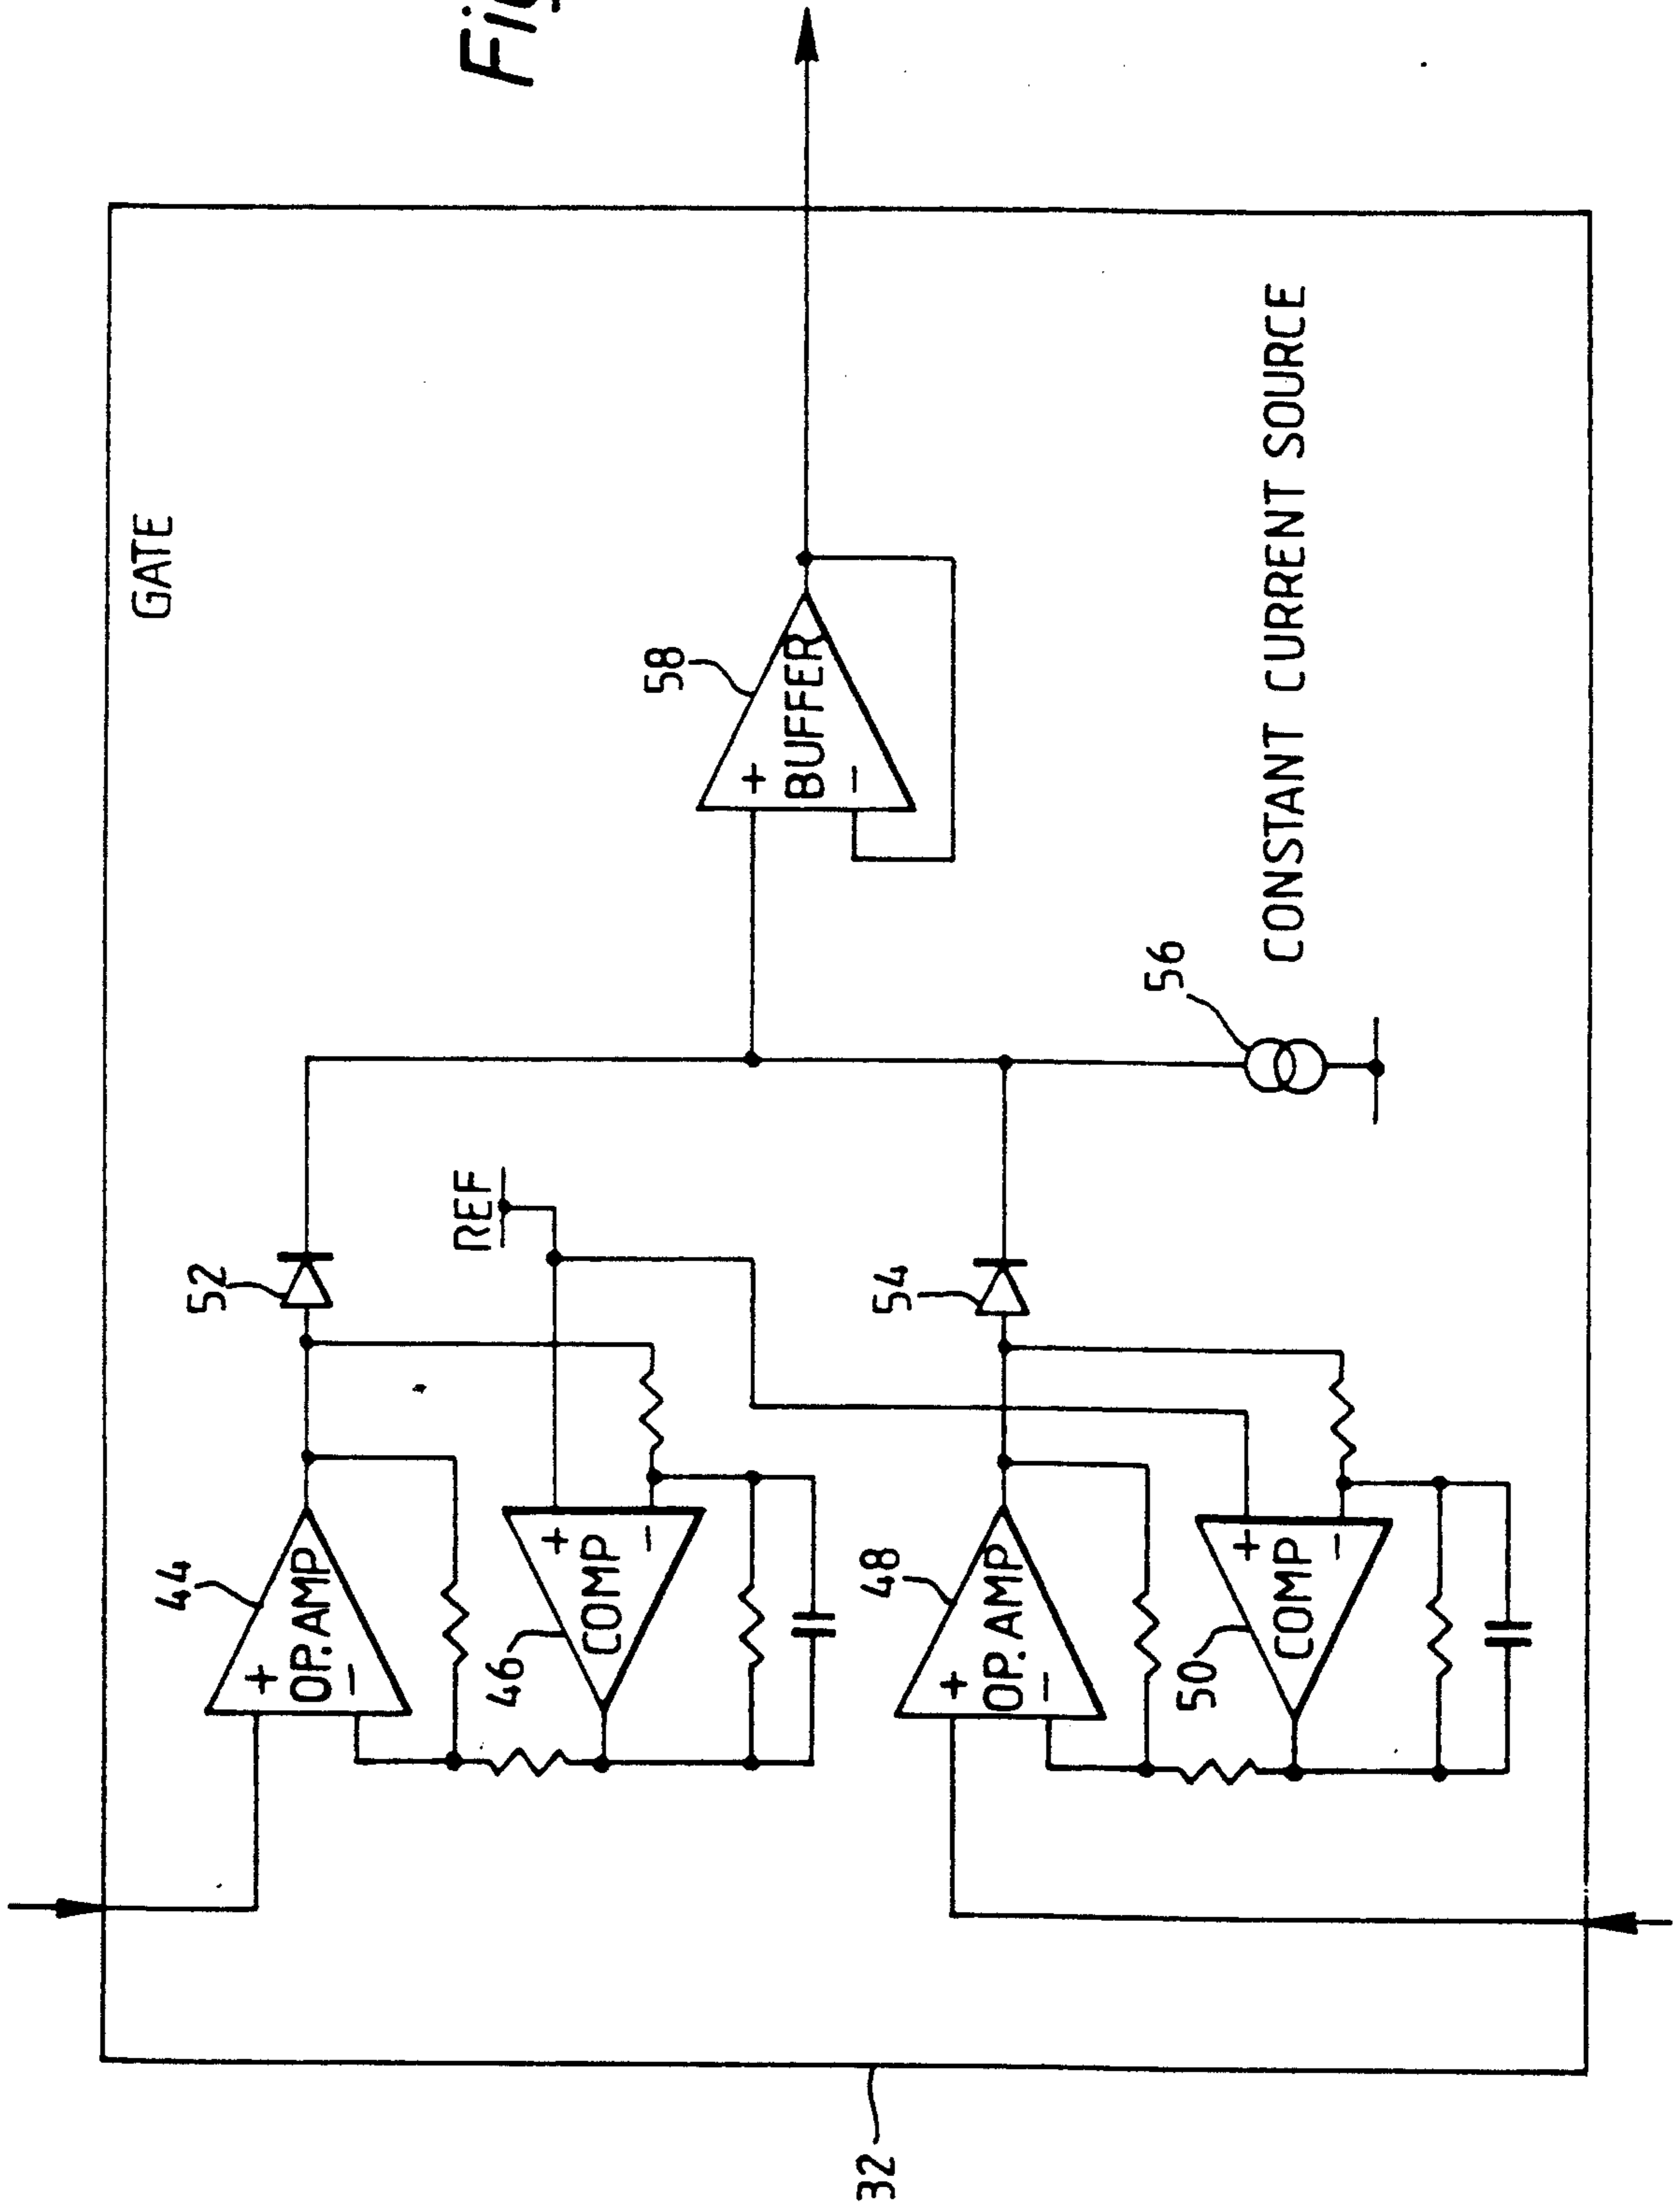 GATE
44
+
OP.AMP
−
46
+
COMP
−
REF
52
58
+
BUFFER
−
48
+
OP.AMP
−
54
50
+
COMP
−
56
CONSTANT CURRENT SOURCE
32